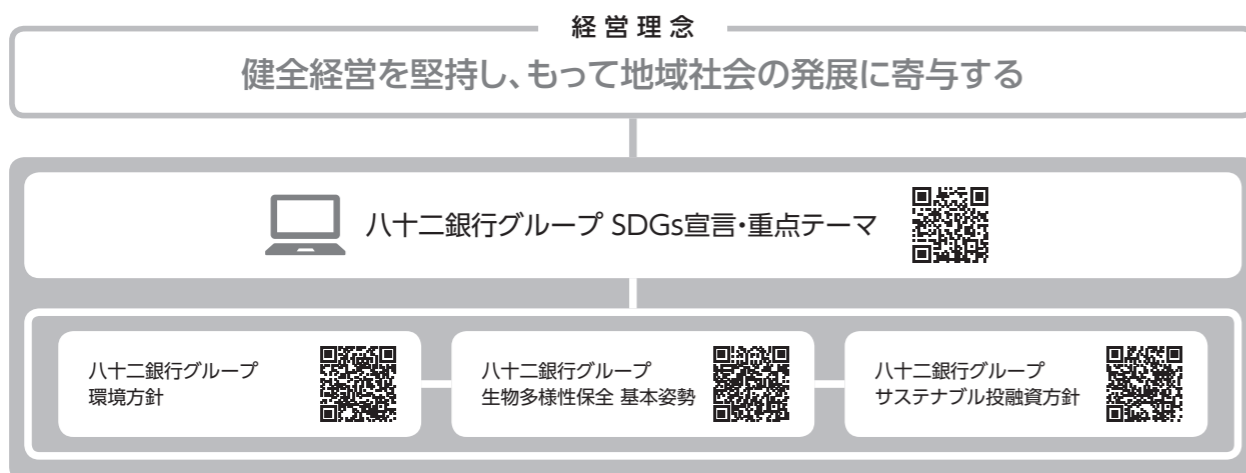 経営理念
健全経営を堅持し、もって地域社会の発展に寄与する
八十二銀行グループ SDGs宣言・重点テーマ
八十二銀行グループ
環境方針
八十二銀行グループ
生物多様性保全 基本姿勢
八十二銀行グループ
サステナブル投融資方針